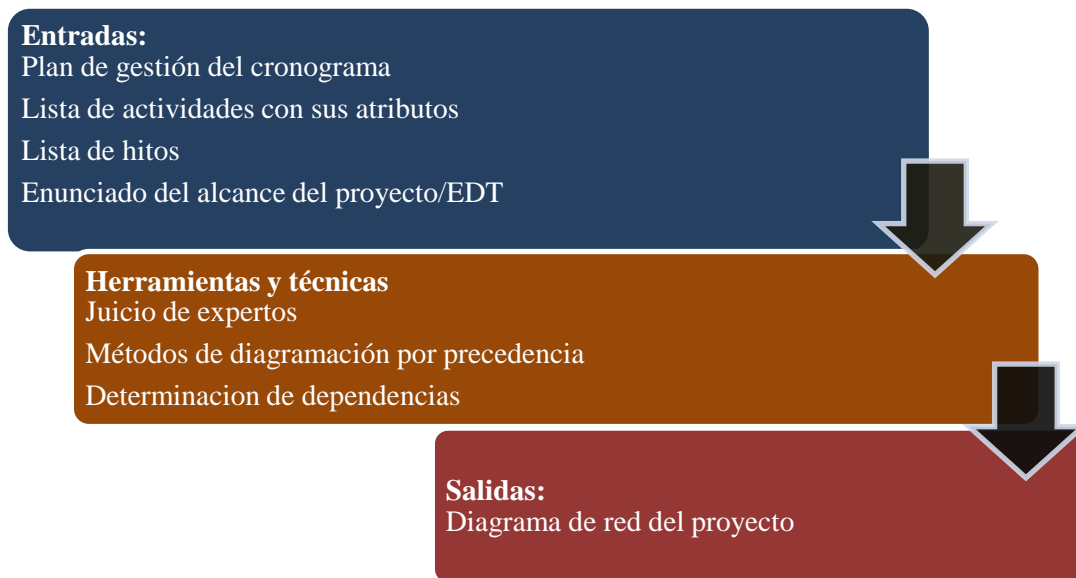 Entradas:
Plan de gestión del cronograma
Lista de actividades con sus atributos
Lista de hitos
Enunciado del alcance del proyecto/EDT
Herramientas y técnicas
Juicio de expertos
Métodos de diagramación por precedencia
Determinacion de dependencias
Salidas:
Diagrama de red del proyecto